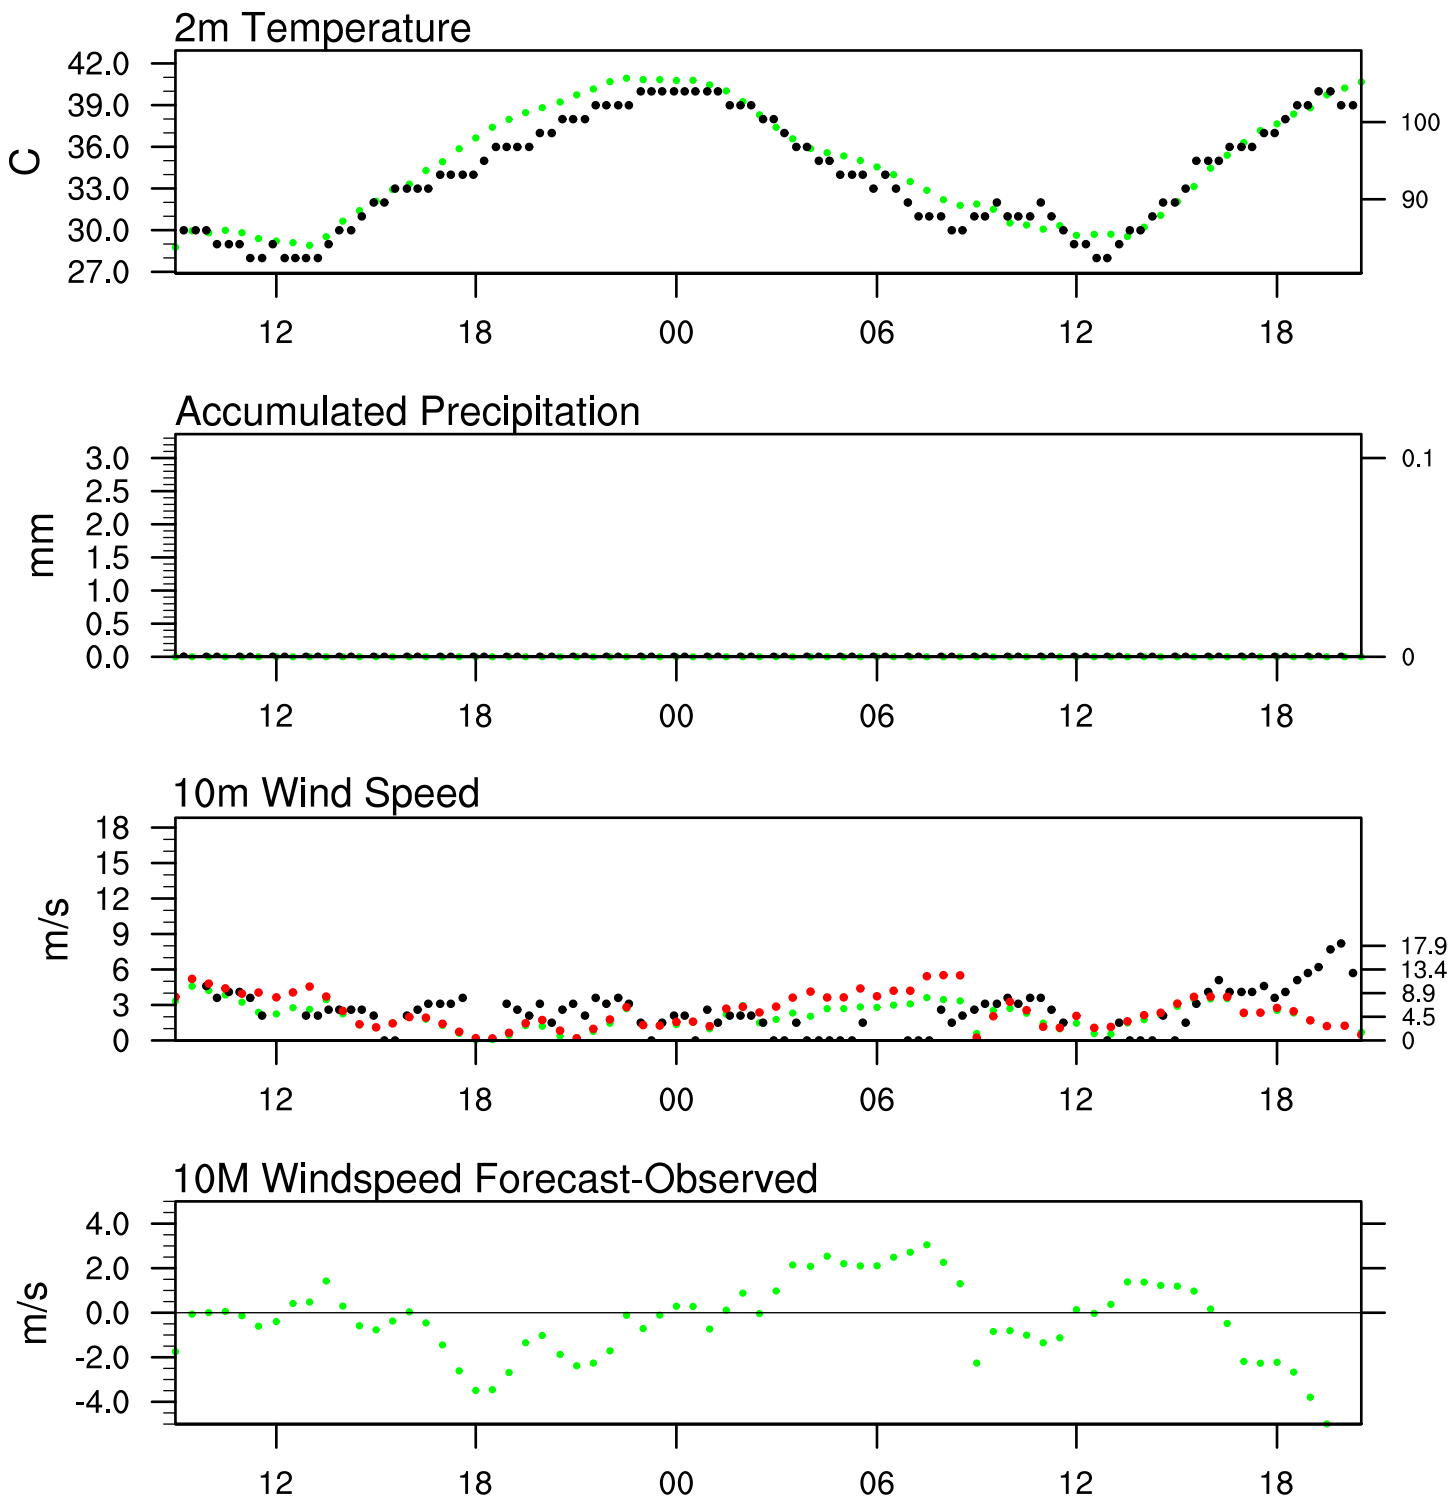 2m Temperature
42.0
39.0
36.0
33.0
30.0
27.0
C
100
90
12 18 00 06 12 18
Accumulated Precipitation
3.0
2.5
2.0
1.5
1.0
0.5
0.0
mm
0.1
0
12 18 00 06 12 18
10m Wind Speed
18
15
12
9
6
3
0
m/s
17.9
13.4
8.9
4.5
0
12 18 00 06 12 18
10M Windspeed Forecast-Observed
4.0
2.0
0.0
-2.0
-4.0
m/s
12 18 00 06 12 18